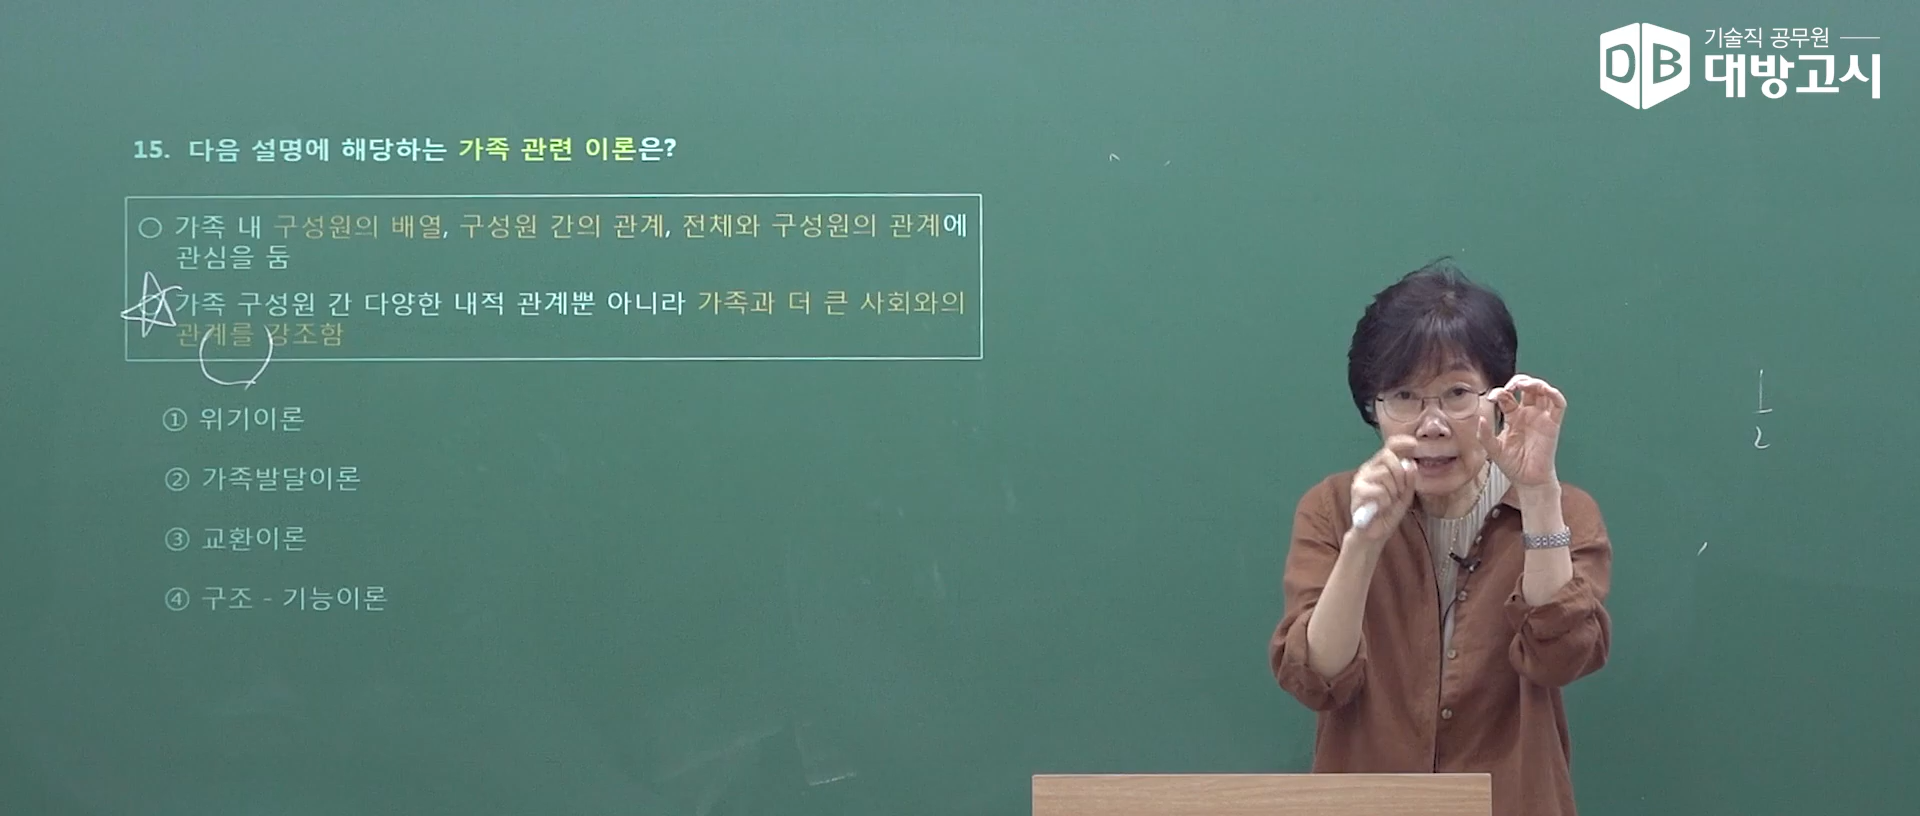 기술직 공무원
DB 대방고시
15. 다음 설명에 해당하는 가족 관련 이론은?
○ 가족 내 구성원의 배열, 구성원 간의 관계, 전체와 구성원의 관계에
관심을 둠
○ 가족 구성원 간 다양한 내적 관계뿐 아니라 가족과 더 큰 사회와의
관계를 강조함
① 위기이론
② 가족발달이론
③ 교환이론
④ 구조 - 기능이론
1
2